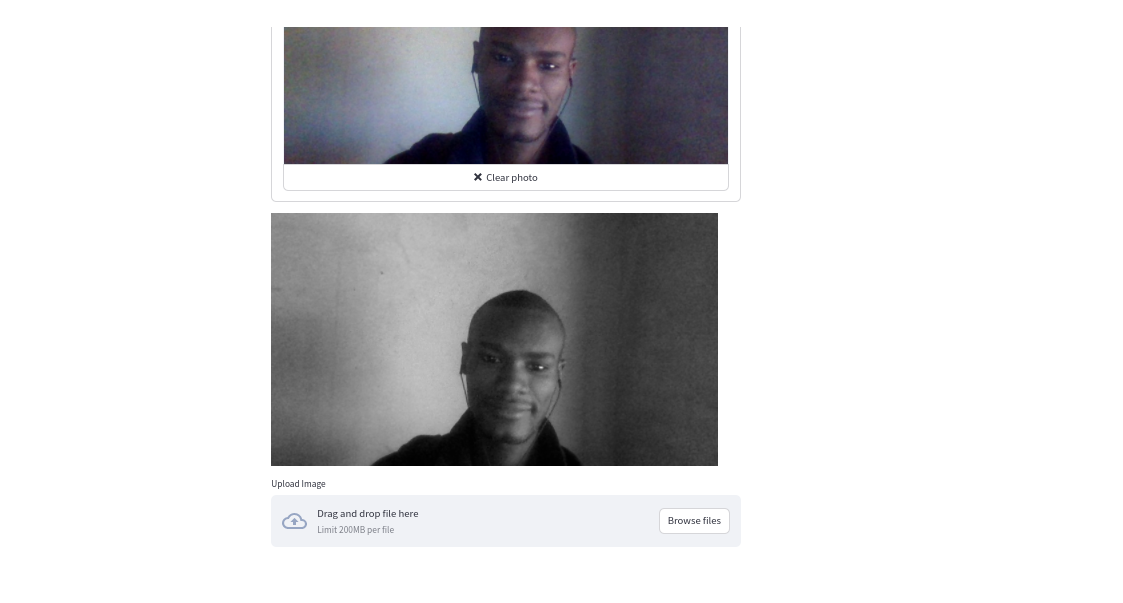 Clear photo
Upload Image
Drag and drop file here
Limit 200MB per file
Browse files